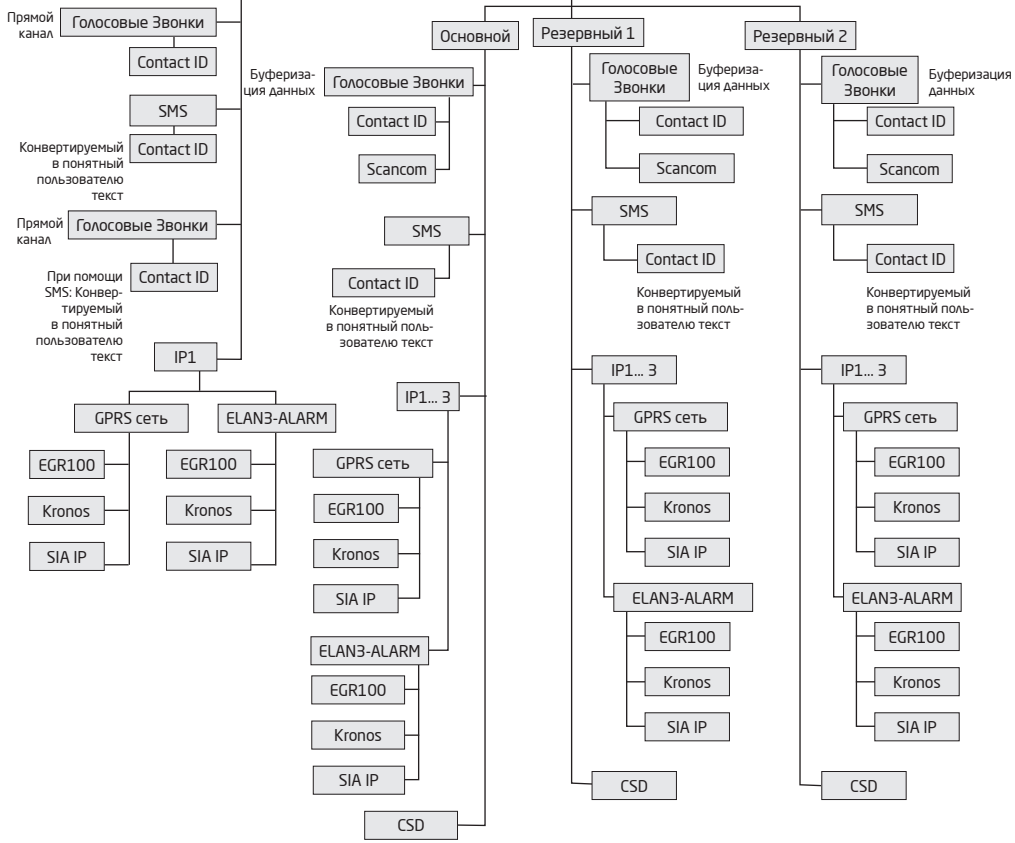 Прямой
канал
Голосовые Звонки
Contact ID
SMS
Contact ID
Конвертируемый
в понятный
пользователю
текст
Прямой
канал
Голосовые Звонки
Contact ID
При помощи
SMS: Конвер-
тируемый
в понятный
пользователю
текст
IP1
GPRS сеть
EGR100
Kronos
SIA IP
ELAN3-ALARM
EGR100
Kronos
SIA IP
Основной
Буфериза-
ция данных
Голосовые Звонки
Contact ID
Scancom
SMS
Contact ID
Конвертируемый
в понятный поль-
зователю текст
IP1... 3
GPRS сеть
EGR100
Kronos
SIA IP
ELAN3-ALARM
EGR100
Kronos
SIA IP
CSD
Резервный 1
Голосовые
Звонки
Буфериза-
ция данных
Contact ID
Scancom
SMS
Contact ID
Конвертируемый
в понятный поль-
зователю текст
IP1... 3
GPRS сеть
EGR100
Kronos
SIA IP
ELAN3-ALARM
EGR100
Kronos
SIA IP
CSD
Резервный 2
Голосовые
Звонки
Буферизация
данных
Contact ID
Scancom
SMS
Contact ID
Конвертируемый
в понятный поль-
зователю текст
IP1... 3
GPRS сеть
EGR100
Kronos
SIA IP
ELAN3-ALARM
EGR100
Kronos
SIA IP
CSD